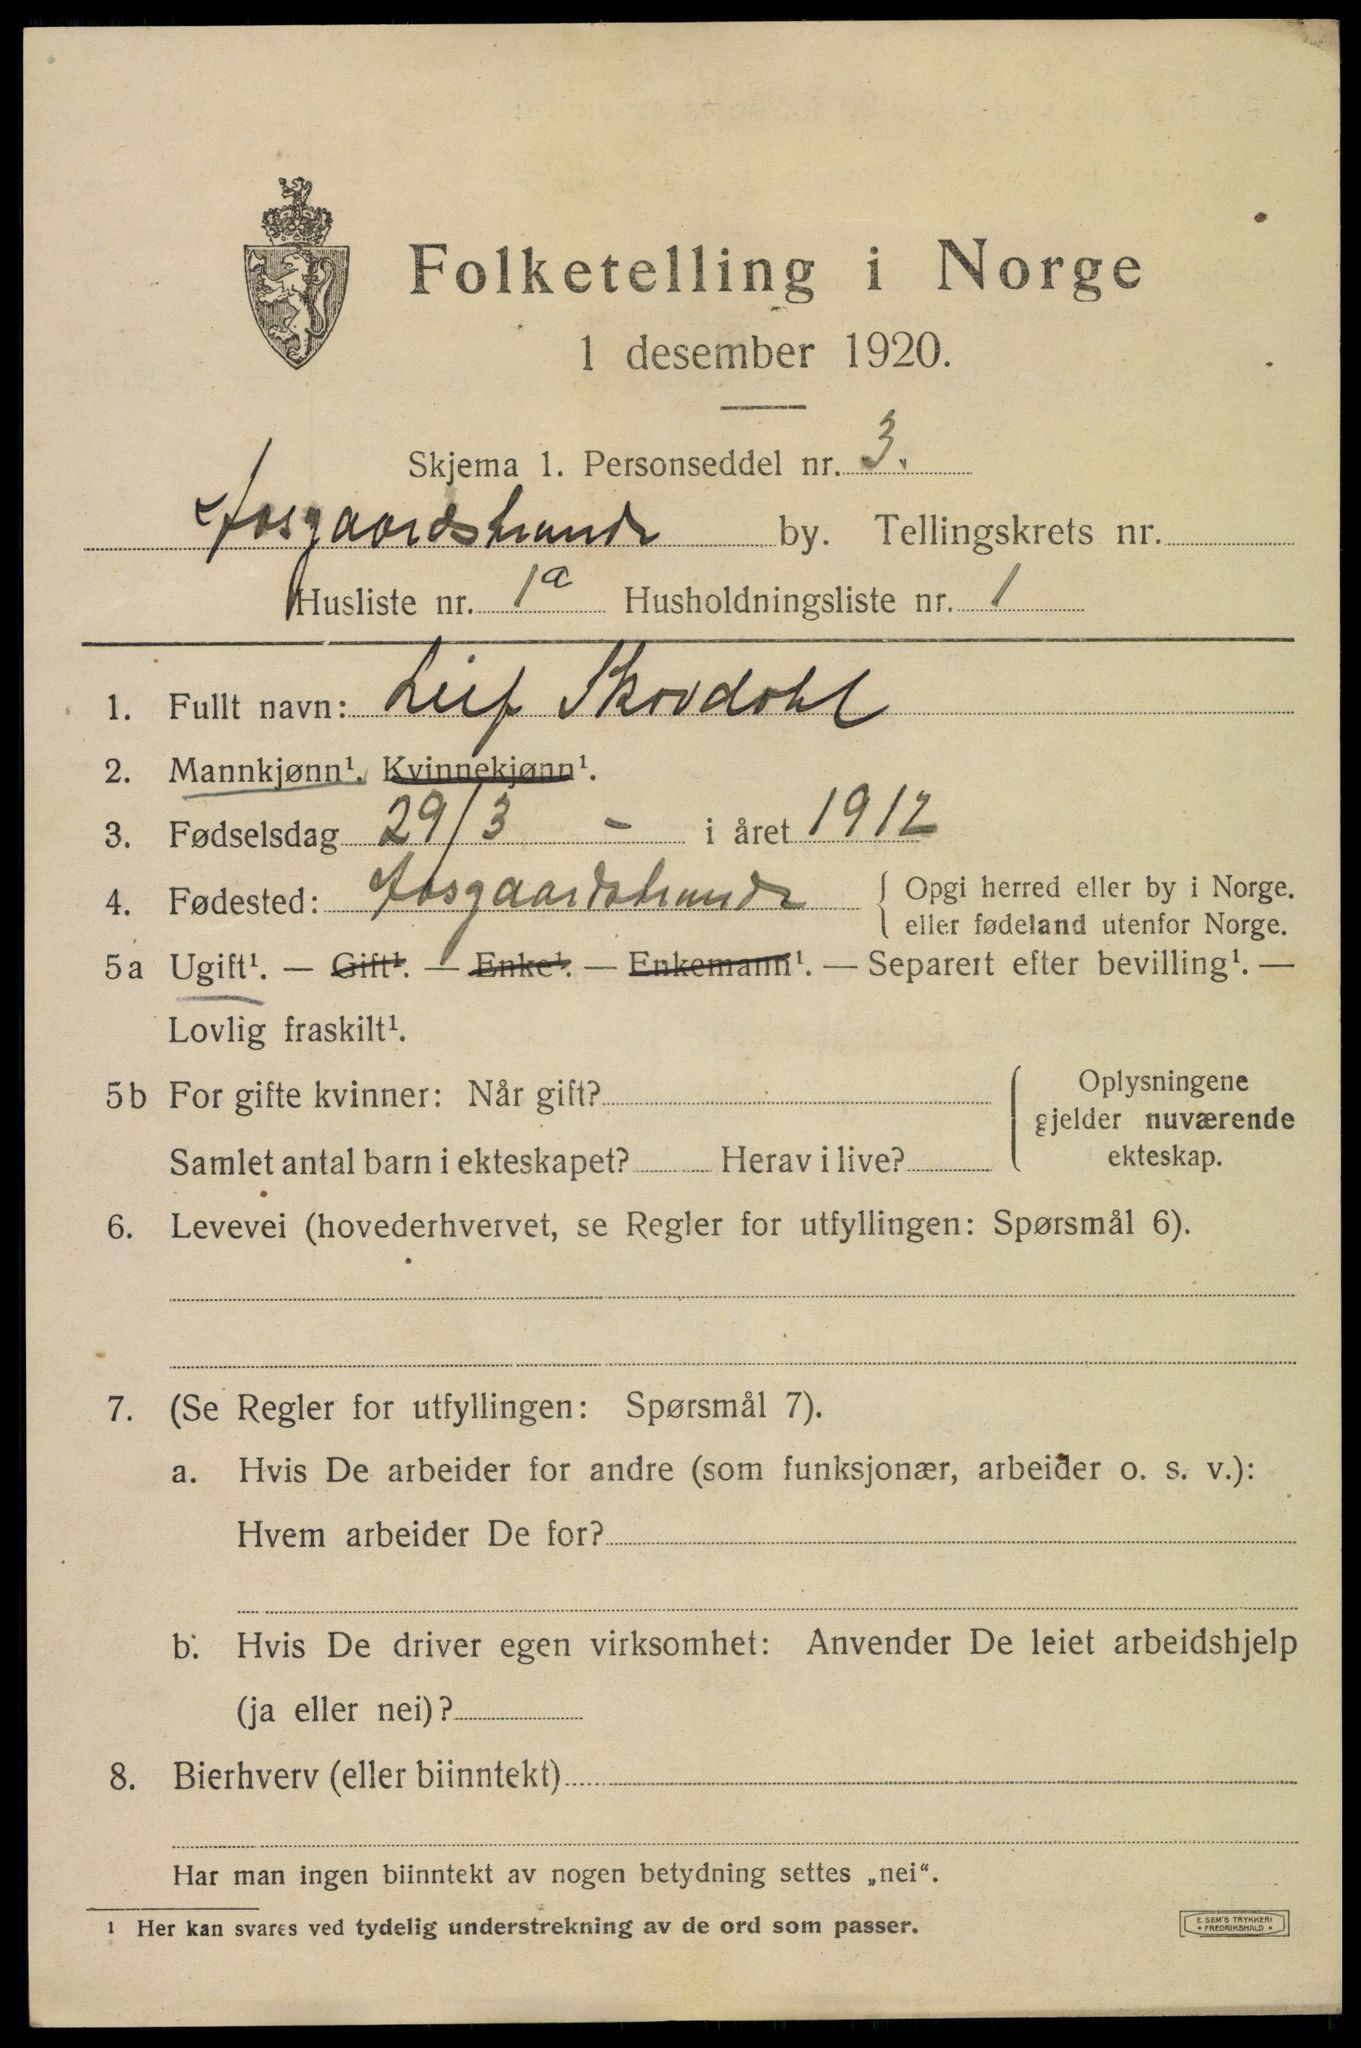 Folketelling i Norge
1 desember 1920.
Skjema 1. Personseddel nr. 3.
Aasgaardstrand by. Tellingskrets nr.
Husliste nr. 1a Husholdningsliste nr. 1
1. Fullt navn: Leif Skovdahl
2. Mannkjønn¹. Kvinnekjønn¹.
3. Fødselsdag 29/3 - i året 1912
4. Fødested: Aasgaardstrand { Opgi herred eller by i Norge.
eller fødeland utenfor Norge.
5a Ugift¹. — Gift¹. — Enke¹. — Enkemann¹. — Separert efter bevilling¹. —
Lovlig fraskilt¹.
5b For gifte kvinner: Når gift?
Samlet antal barn i ekteskapet? Herav i live?
Oplysningene
gjelder nuværende
ekteskap.
6. Levevei (hovederhvervet, se Regler for utfyllingen: Spørsmål 6).
7. (Se Regler for utfyllingen: Spørsmål 7).
a. Hvis De arbeider for andre (som funksjonær, arbeider o. s. v.):
Hvem arbeider De for?
b. Hvis De driver egen virksomhet: Anvender De leiet arbeidshjelp
(ja eller nei)?
8. Bierhverv (eller biinntekt)
Har man ingen biinntekt av nogen betydning settes „nei“.
¹ Her kan svares ved tydelig understrekning av de ord som passer.
E. SEM'S TRYKKERI
• FREDRIKSHALD •